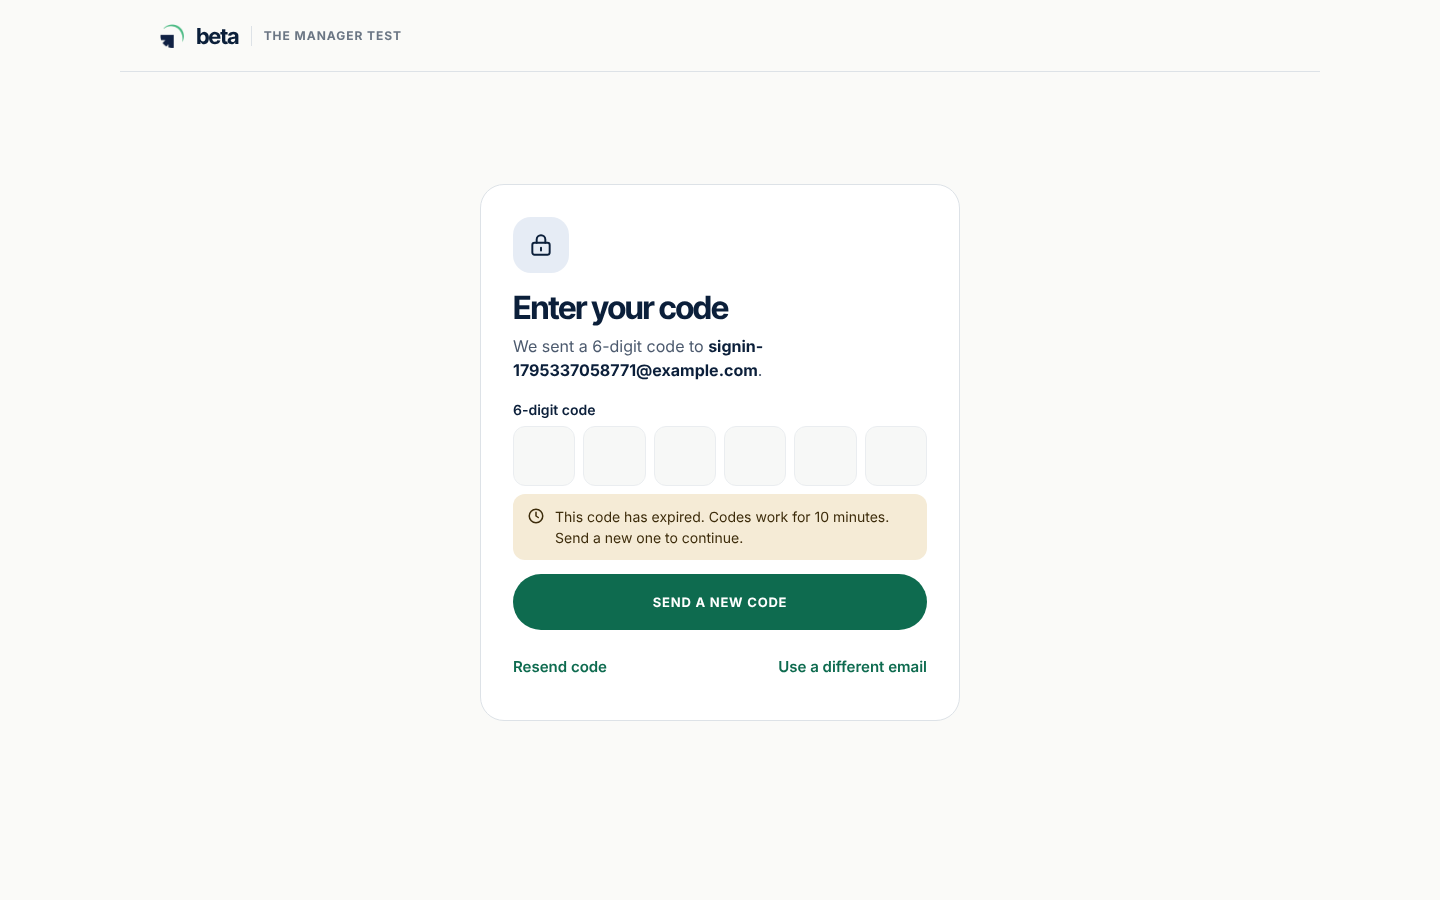 beta
THE MANAGER TEST
Enter your code
We sent a 6-digit code to signin-
1795337058771@example.com.
6-digit code
This code has expired. Codes work for 10 minutes.
Send a new one to continue.
SEND A NEW CODE
Resend code
Use a different email